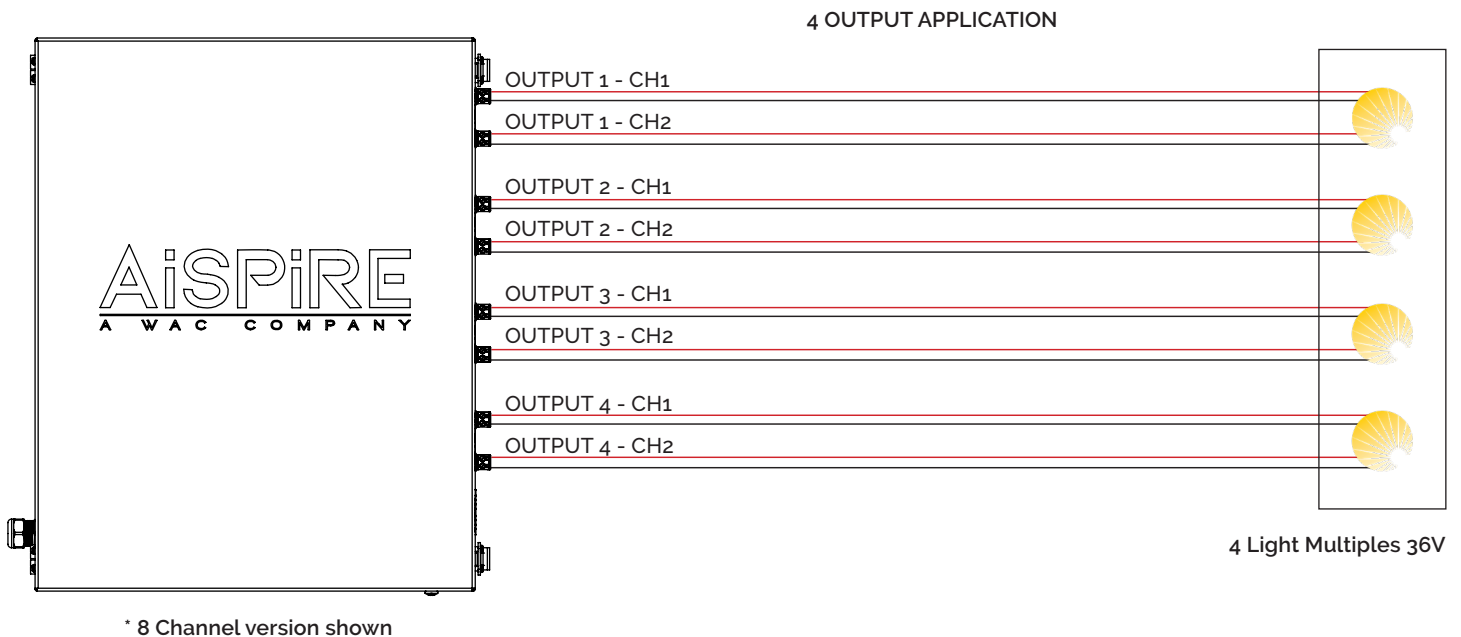 4 OUTPUT APPLICATION
OUTPUT 1 - CH1
OUTPUT 1 - CH2
OUTPUT 2 - CH1
OUTPUT 2 - CH2
AiSPiRE
A WAC COMPANY
OUTPUT 3 - CH1
OUTPUT 3 - CH2
OUTPUT 4 - CH1
OUTPUT 4 - CH2
4 Light Multiples 36V
* 8 Channel version shown